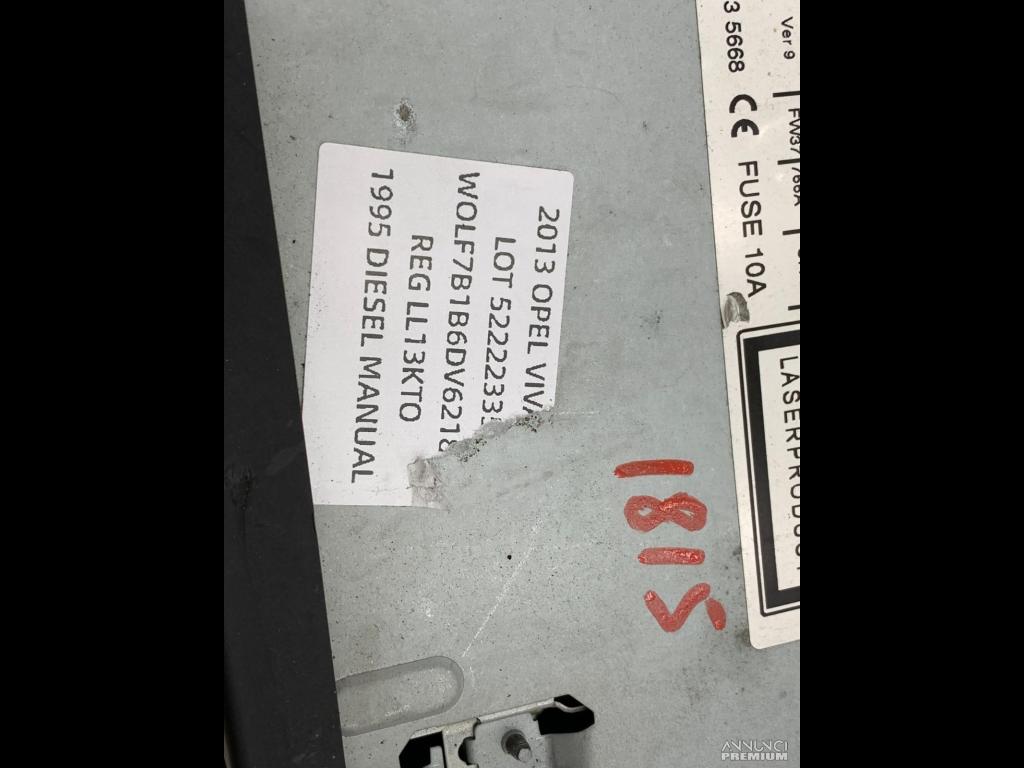 2013 OPEL VIVA
LOT 5222233
WOLF7B1B6DV6218
REG LL13KTO
1995 DIESEL MANUAL
1815
Ver 9
3 5668 CE FUSE 10A
LASERPRODUCT
ANNUNCI
PREMIUM